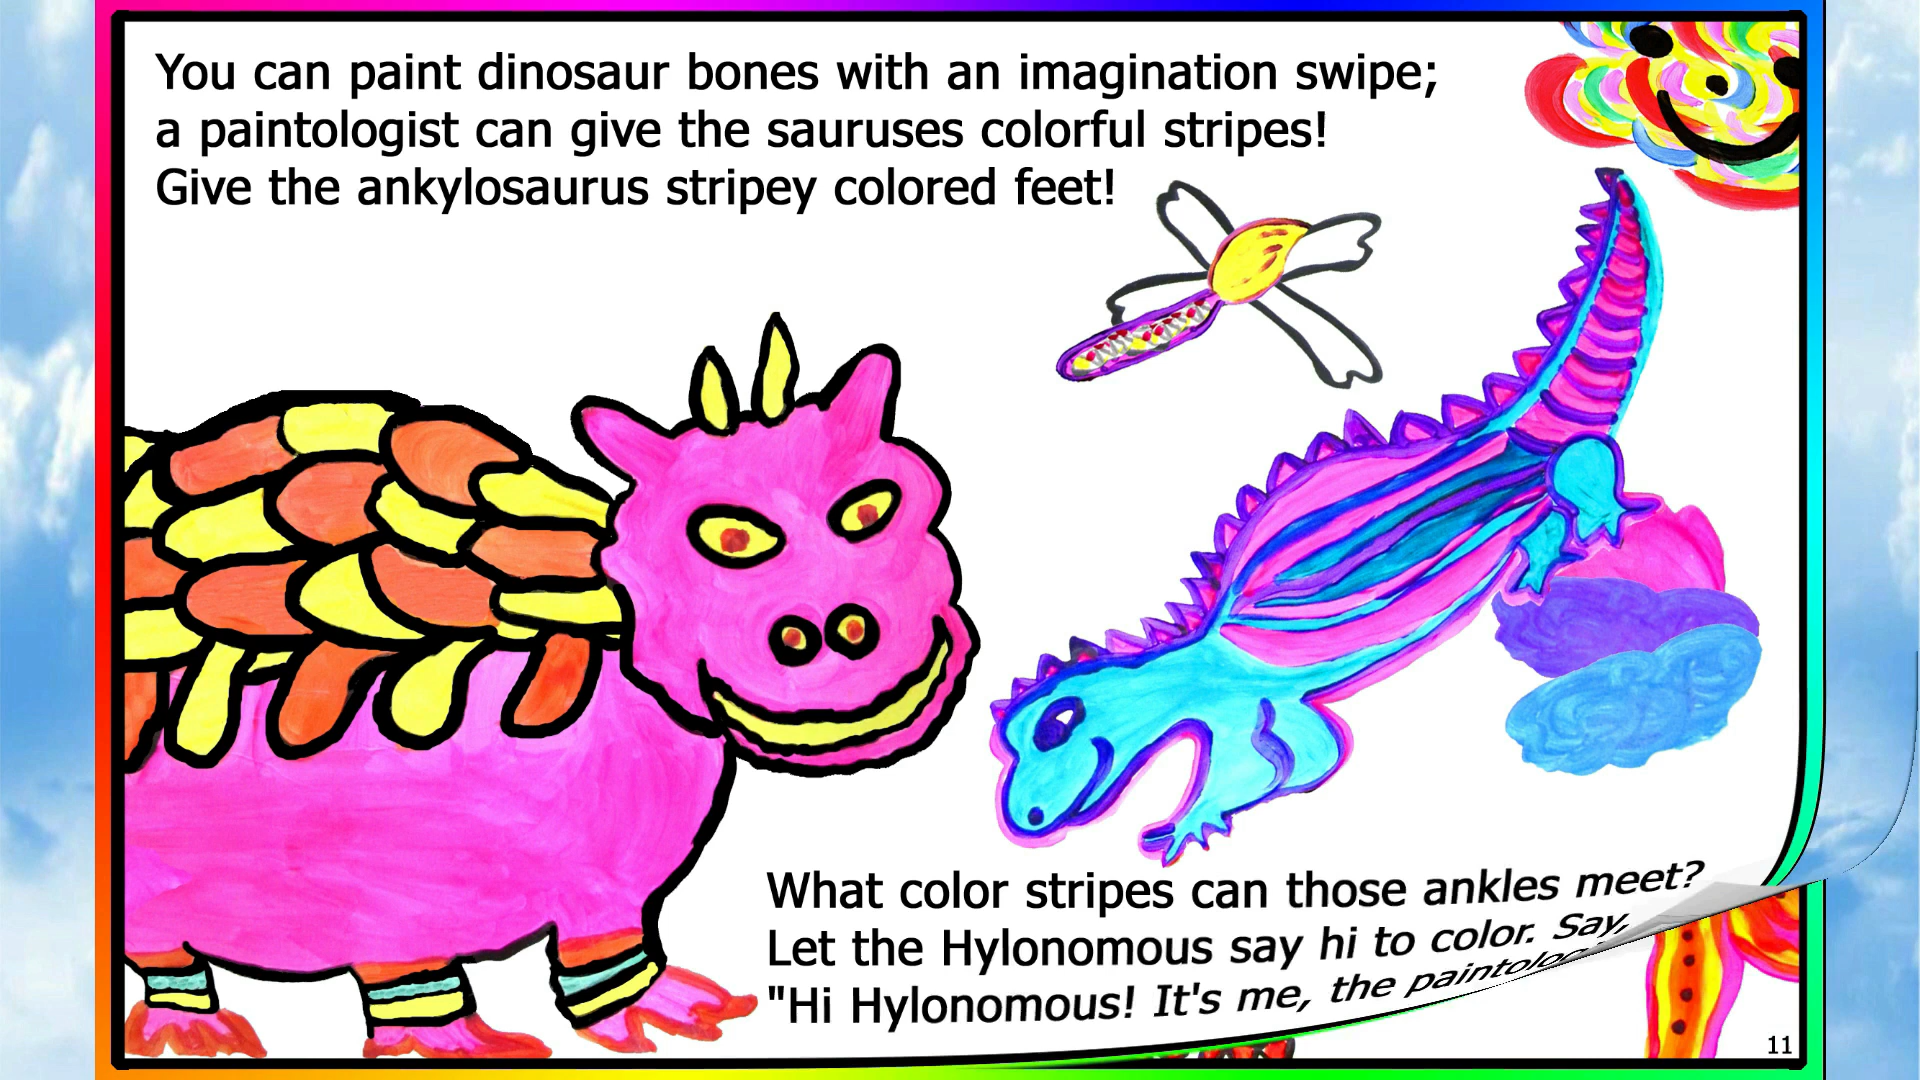 You can paint dinosaur bones with an imagination swipe;
a paintologist can give the sauruses colorful stripes!
Give the ankylosaurus stripey colored feet!
What color stripes can those ankles meet?
Let the Hylonomous say hi to color. Say,
"Hi Hylonomous! It's me, the
11